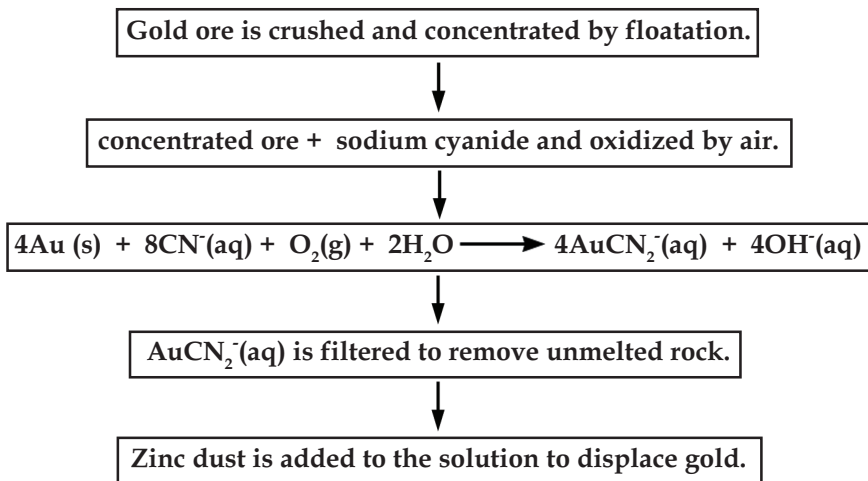 Gold ore is crushed and concentrated by floatation.
concentrated ore + sodium cyanide and oxidized by air.
4Au (s) + 8CN⁻(aq) + O₂(g) + 2H₂O ⟶ 4AuCN₂⁻(aq) + 4OH⁻(aq)
AuCN₂⁻(aq) is filtered to remove unmelted rock.
Zinc dust is added to the solution to displace gold.